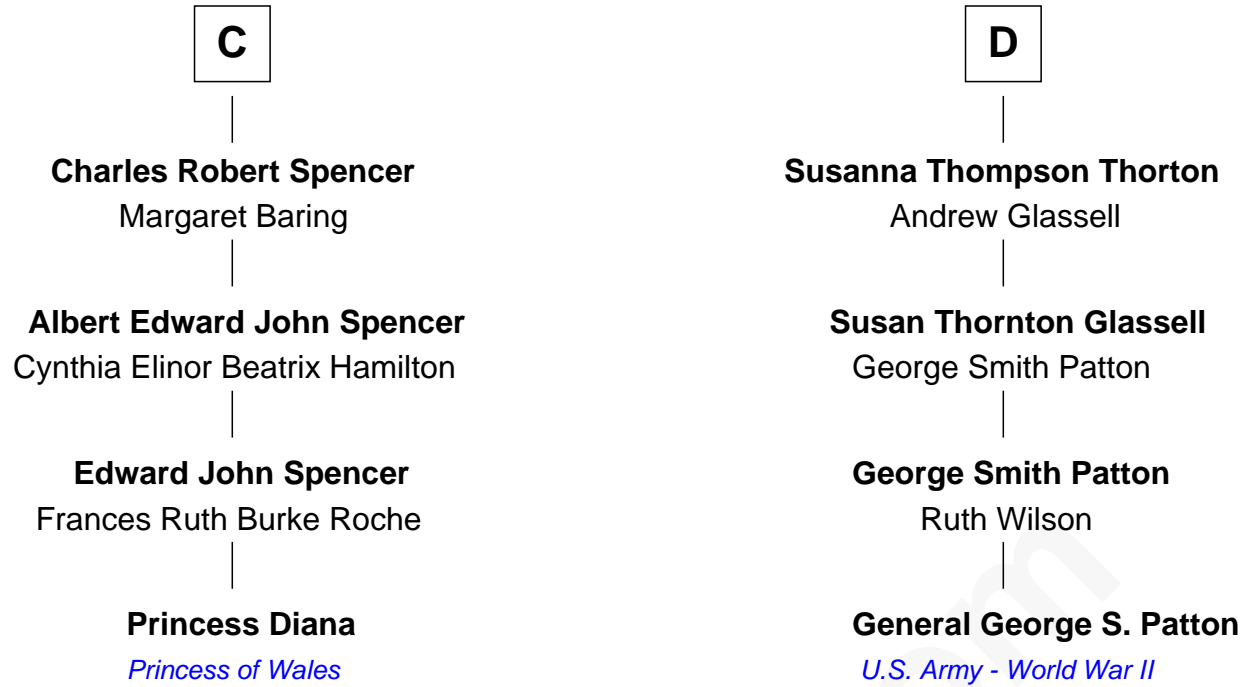 C
Charles Robert Spencer
Margaret Baring
Albert Edward John Spencer
Cynthia Elinor Beatrix Hamilton
Edward John Spencer
Frances Ruth Burke Roche
Princess Diana
Princess of Wales
D
Susanna Thompson Thorton
Andrew Glassell
Susan Thornton Glassell
George Smith Patton
George Smith Patton
Ruth Wilson
General George S. Patton
U.S. Army - World War II